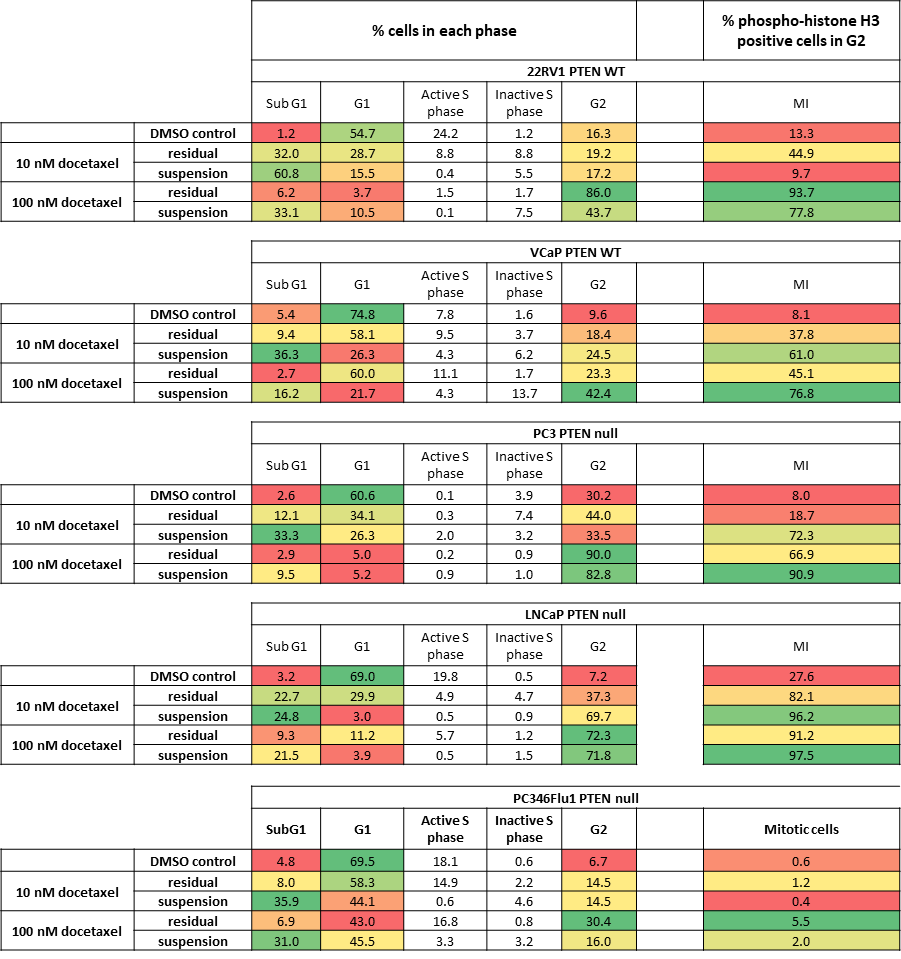 % cells in each phase % phospho-histone H3
positive cells in G2
22RV1 PTEN WT
Sub G1 G1 Active S phase Inactive S phase G2 MI
DMSO control 1.2 54.7 24.2 1.2 16.3 13.3
10 nM docetaxel residual 32.0 28.7 8.8 8.8 19.2 44.9
suspension 60.8 15.5 0.4 5.5 17.2 9.7
100 nM docetaxel residual 6.2 3.7 1.5 1.7 86.0 93.7
suspension 33.1 10.5 0.1 7.5 43.7 77.8
VCaP PTEN WT
Sub G1 G1 Active S phase Inactive S phase G2 MI
DMSO control 5.4 74.8 7.8 1.6 9.6 8.1
10 nM docetaxel residual 9.4 58.1 9.5 3.7 18.4 37.8
suspension 36.3 26.3 4.3 6.2 24.5 61.0
100 nM docetaxel residual 2.7 60.0 11.1 1.7 23.3 45.1
suspension 16.2 21.7 4.3 13.7 42.4 76.8
PC3 PTEN null
Sub G1 G1 Active S phase Inactive S phase G2 MI
DMSO control 2.6 60.6 0.1 3.9 30.2 8.0
10 nM docetaxel residual 12.1 34.1 0.3 7.4 44.0 18.7
suspension 33.3 26.3 2.0 3.2 33.5 72.3
100 nM docetaxel residual 2.9 5.0 0.2 0.9 90.0 66.9
suspension 9.5 5.2 0.9 1.0 82.8 90.9
LNCaP PTEN null
Sub G1 G1 Active S phase Inactive S phase G2 MI
DMSO control 3.2 69.0 19.8 0.5 7.2 27.6
10 nM docetaxel residual 22.7 29.9 4.9 4.7 37.3 82.1
suspension 24.8 3.0 0.5 0.9 69.7 96.2
100 nM docetaxel residual 9.3 11.2 5.7 1.2 72.3 91.2
suspension 21.5 3.9 0.5 1.5 71.8 97.5
PC346Flu1 PTEN null
SubG1 G1 Active S phase Inactive S phase G2 Mitotic cells
DMSO control 4.8 69.5 18.1 0.6 6.7 0.6
10 nM docetaxel residual 8.0 58.3 14.9 2.2 14.5 1.2
suspension 35.9 44.1 0.6 4.6 14.5 0.4
100 nM docetaxel residual 6.9 43.0 16.8 0.8 30.4 5.5
suspension 31.0 45.5 3.3 3.2 16.0 2.0